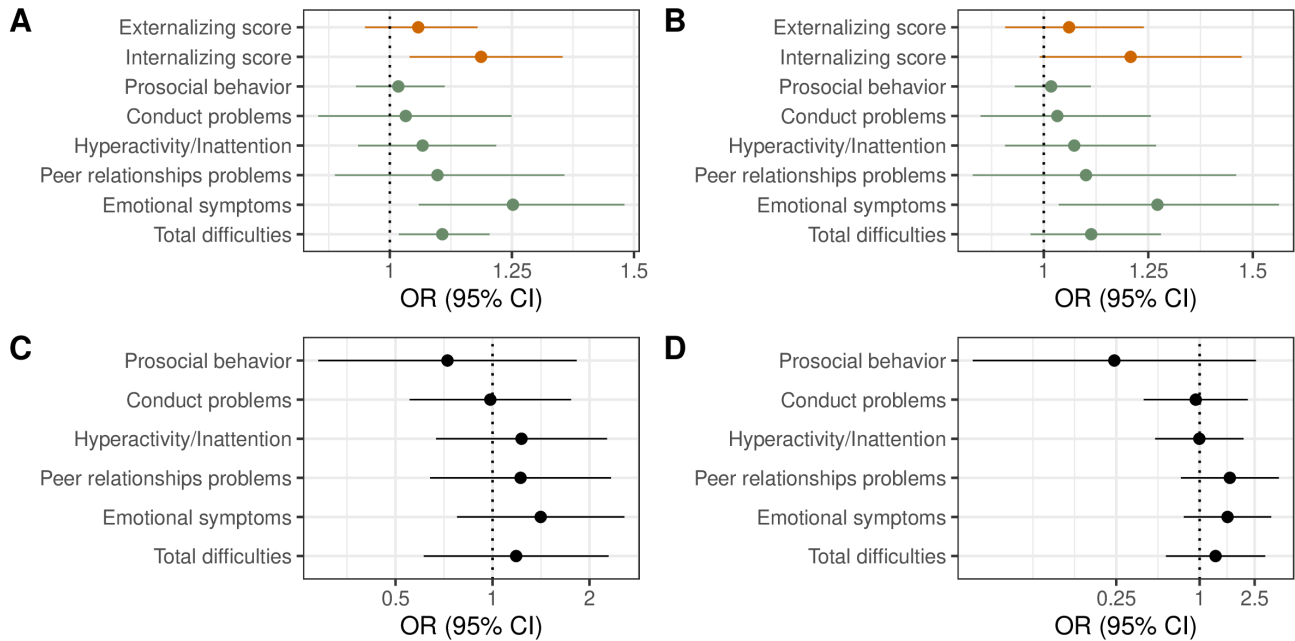 A
Externalizing score
Internalizing score
Prosocial behavior
Conduct problems
Hyperactivity/Inattention
Peer relationships problems
Emotional symptoms
Total difficulties
1 1.25 1.5
OR (95% CI)
B
Externalizing score
Internalizing score
Prosocial behavior
Conduct problems
Hyperactivity/Inattention
Peer relationships problems
Emotional symptoms
Total difficulties
1 1.25 1.5
OR (95% CI)
C
Prosocial behavior
Conduct problems
Hyperactivity/Inattention
Peer relationships problems
Emotional symptoms
Total difficulties
0.5 1 2
OR (95% CI)
D
Prosocial behavior
Conduct problems
Hyperactivity/Inattention
Peer relationships problems
Emotional symptoms
Total difficulties
0.25 1 2.5
OR (95% CI)